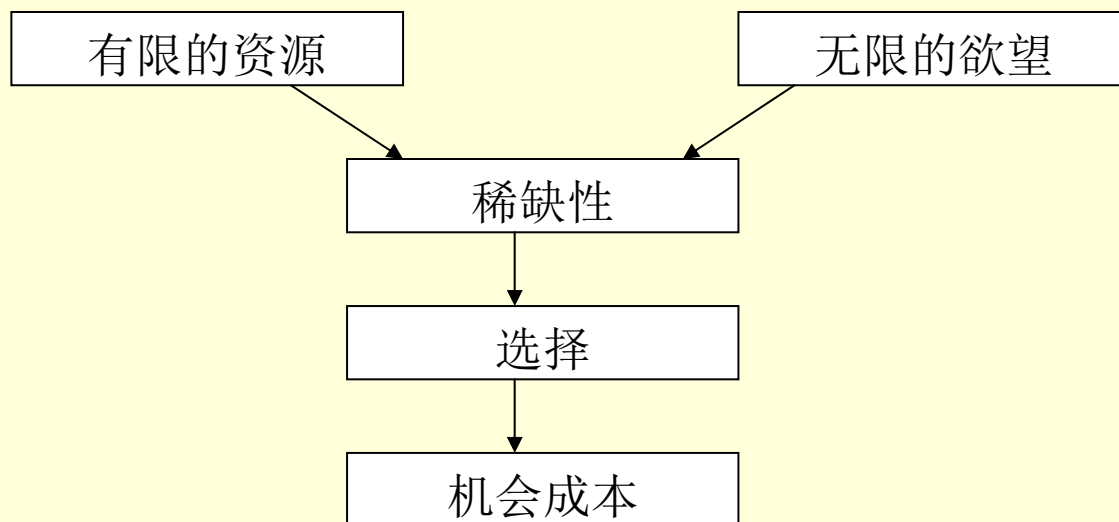 有限的资源
无限的欲望
稀缺性
选择
机会成本